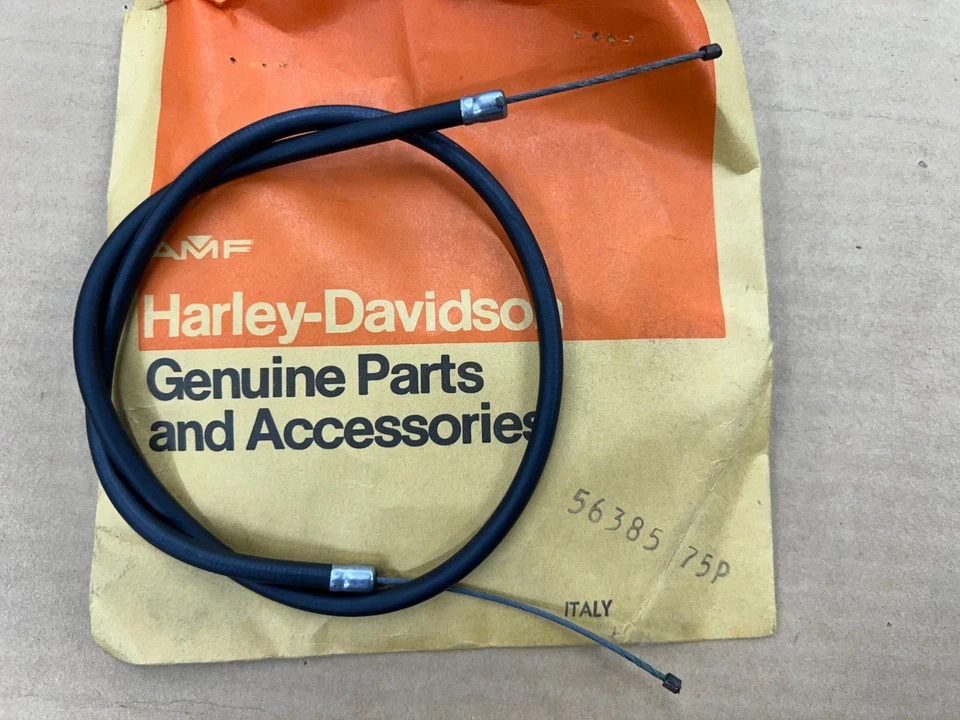 AMF
Harley-Davidson
Genuine Parts
and Accessories
56385 75P
ITALY